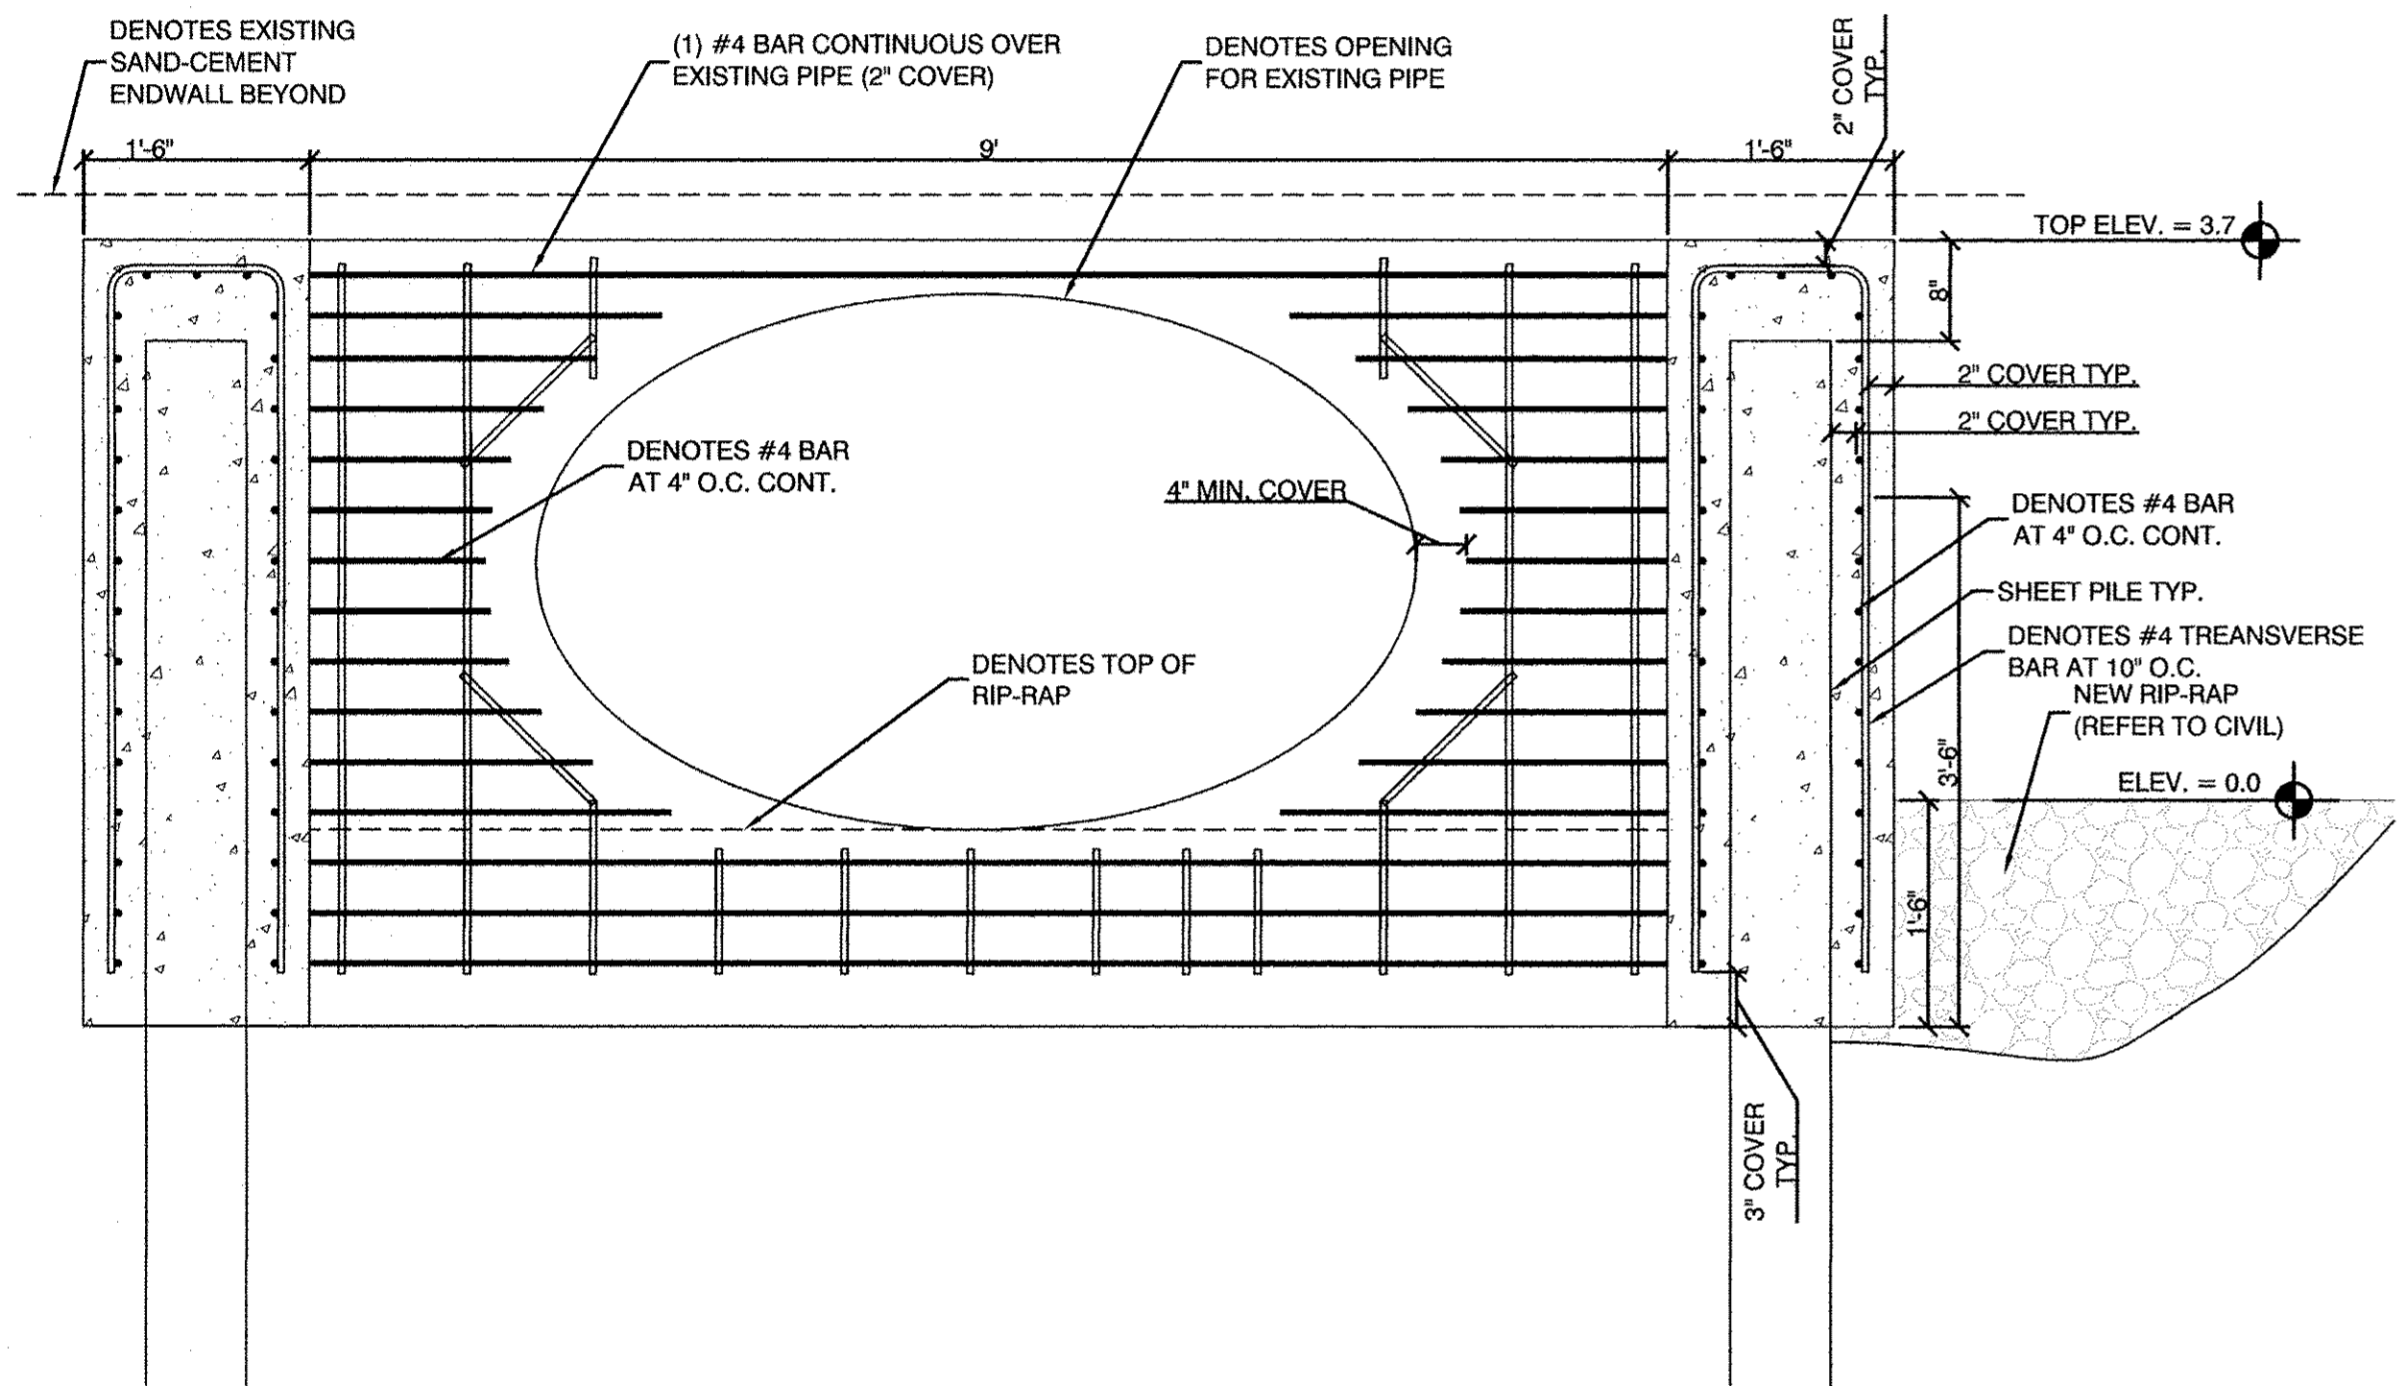 DENOTES EXISTING
SAND-CEMENT
ENDWALL BEYOND
(1) #4 BAR CONTINUOUS OVER
EXISTING PIPE (2" COVER)
DENOTES OPENING
FOR EXISTING PIPE
2" COVER
TYP.
1'-6"
9'
1'-6"
TOP ELEV. = 3.7
8"
2" COVER TYP.
2" COVER TYP.
DENOTES #4 BAR
AT 4" O.C. CONT.
4" MIN. COVER
DENOTES #4 BAR
AT 4" O.C. CONT.
SHEET PILE TYP.
DENOTES #4 TREANSVERSE
BAR AT 10" O.C.
DENOTES TOP OF
RIP-RAP
NEW RIP-RAP
(REFER TO CIVIL)
3'-6"
ELEV. = 0.0
1'-6"
3" COVER
TYP.